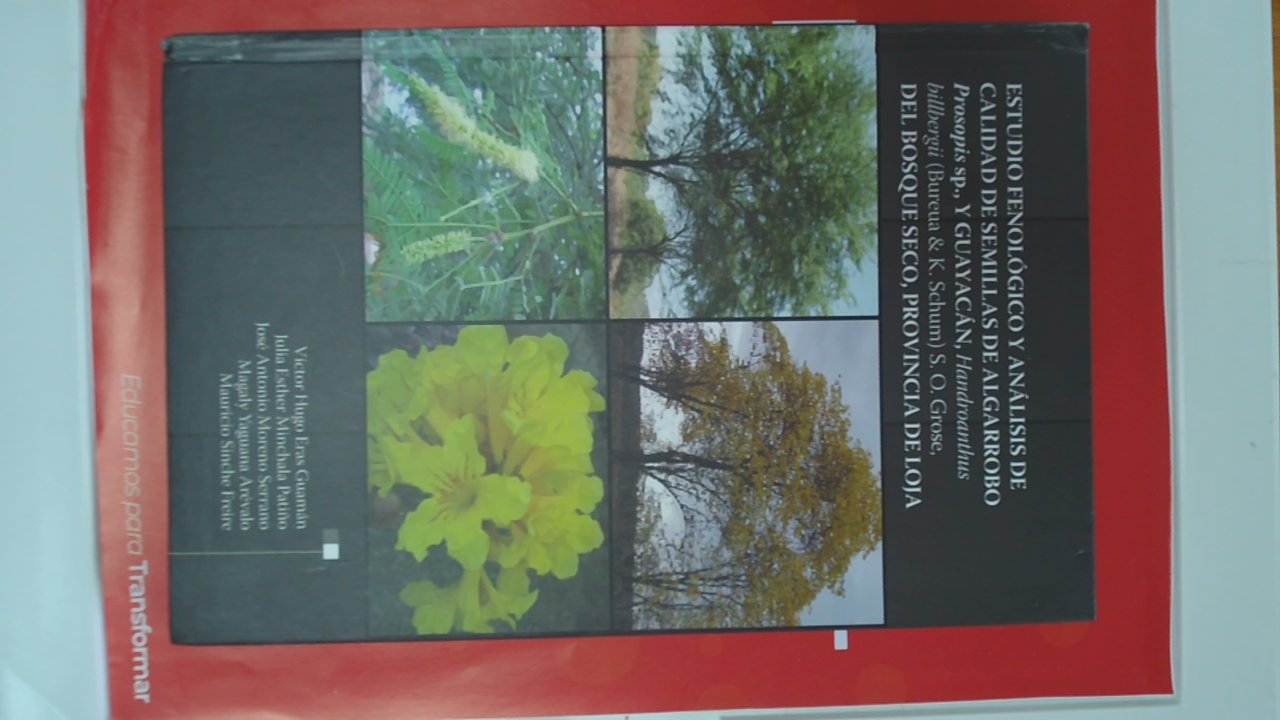 ESTUDIO FENOLÓGICO Y ANÁLISIS DE
CALIDAD DE SEMILLAS DE ALGARROBO
Prosopis sp., Y GUAYACÁN, Handroanthus
billbergii (Bureua & K. Schum) S. O. Grose,
DEL BOSQUE SECO, PROVINCIA DE LOJA
Víctor Hugo Eras Guamán
Julia Esther Minchala Patiño
José Antonio Moreno Serrano
Magaly Yaguana Arévalo
Mauricio Sinche Freire
Educamos para Transformar